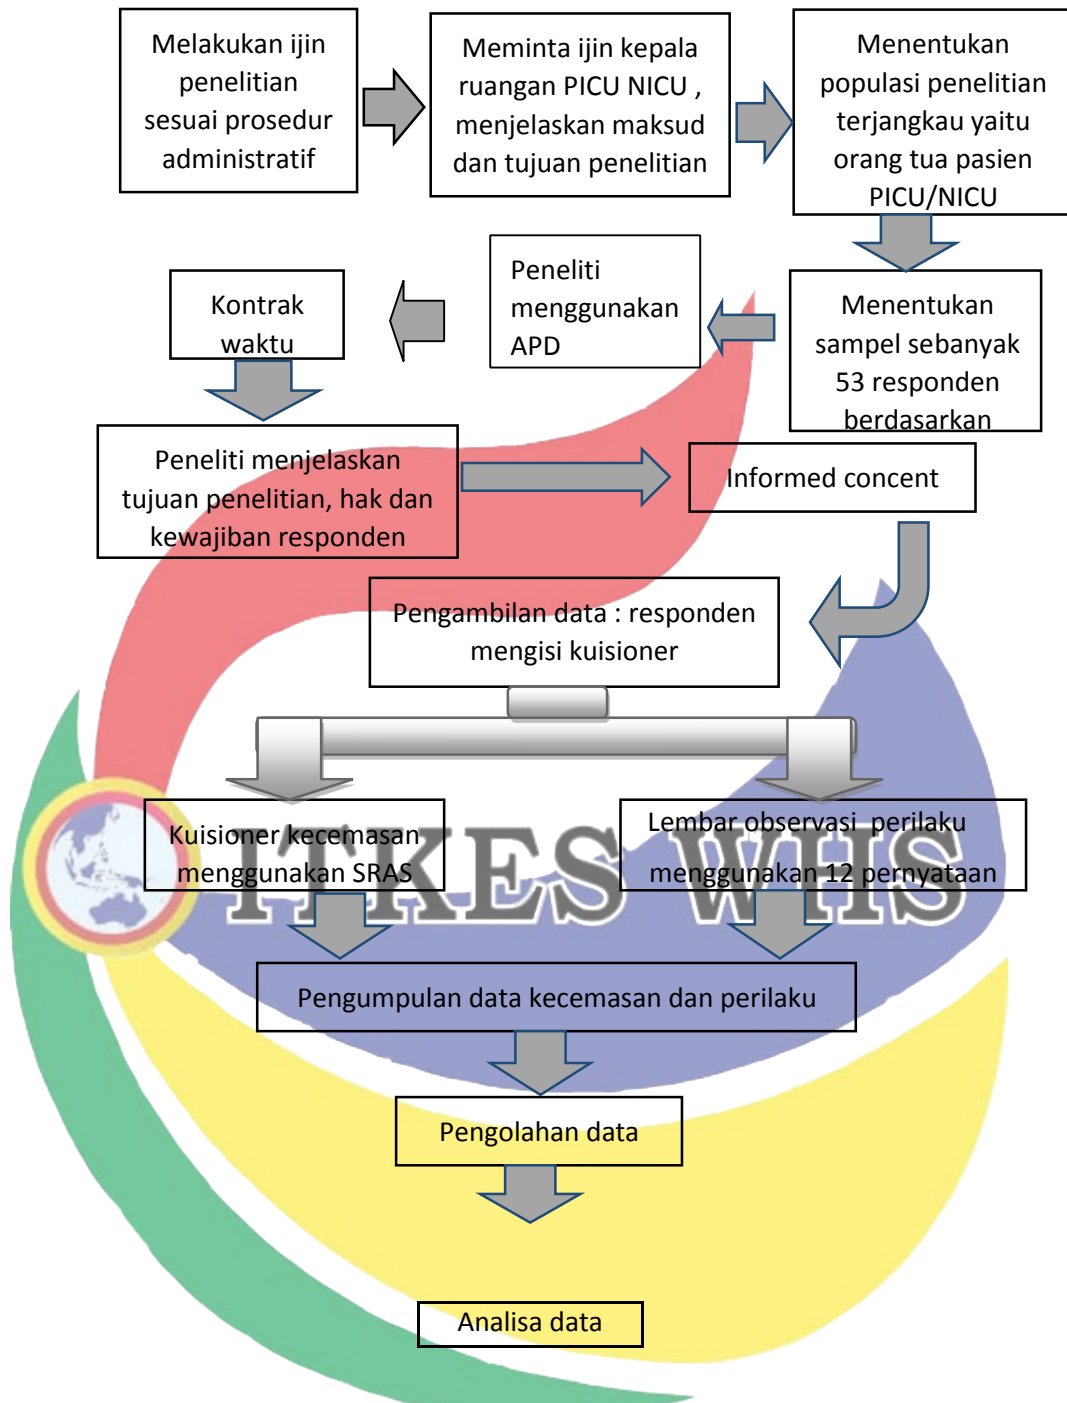 Melakukan ijin
penelitian
sesuai prosedur
administratif
Meminta ijin kepala
ruangan PICU NICU ,
menjelaskan maksud
dan tujuan penelitian
Menentukan
populasi penelitian
terjangkau yaitu
orang tua pasien
PICU/NICU
Menentukan
sampel sebanyak
53 responden
berdasarkan
Peneliti
menggunakan
APD
Kontrak
waktu
Peneliti menjelaskan
tujuan penelitian, hak dan
kewajiban responden
Informed concent
Pengambilan data : responden
mengisi kuisioner
Kuisioner kecemasan
menggunakan SRAS
Lembar observasi perilaku
menggunakan 12 pernyataan
ITKES WHS
Pengumpulan data kecemasan dan perilaku
Pengolahan data
Analisa data